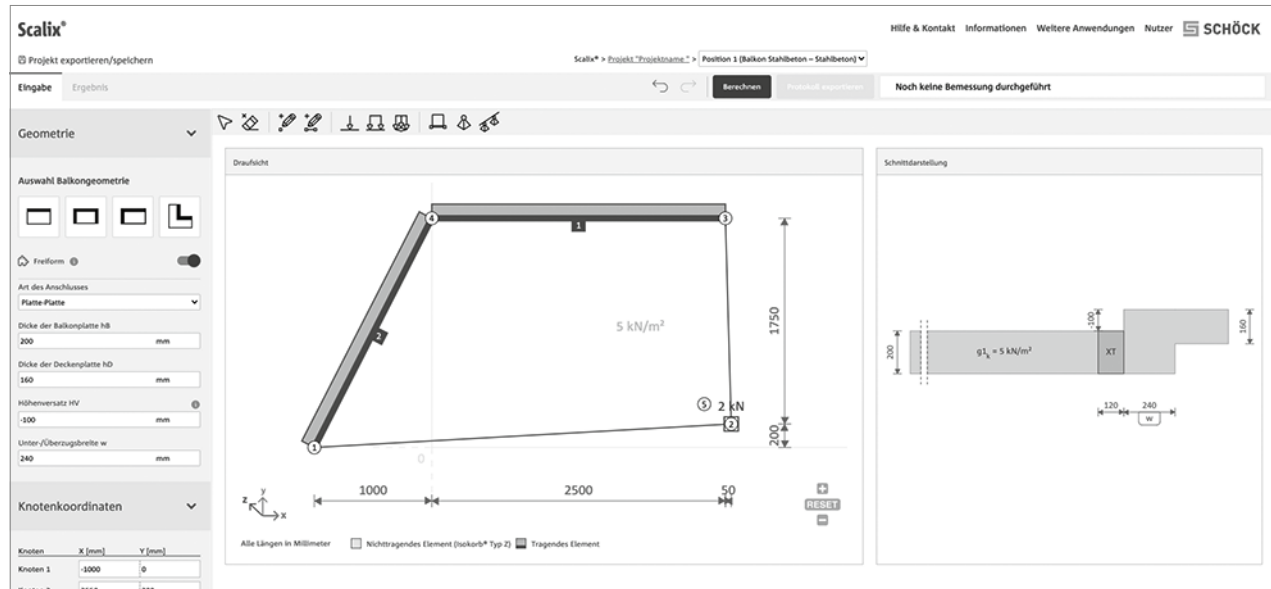 Scalix®
Hilfe & Kontakt Informationen Weitere Anwendungen Nutzer SCHÖCK
Projekt exportieren/speichern
Scalix® > Projekt "Projektname " > Position 1 (Balkon Stahlbeton – Stahlbeton)
Eingabe Ergebnis
Berechnen Protokoll exportieren Noch keine Bemessung durchgeführt
Geometrie
Draufsicht
Schnittdarstellung
Auswahl Balkongeometrie
4 3
1
Freiform
Art des Anschlusses
Platte-Platte
Dicke der Balkonplatte hB
200 mm
Dicke der Deckenplatte hD
160 mm
Höhenversatz HV
-100 mm
Unter-/Überzugsbreite w
240 mm
2
5 kN/m²
1750
5 2 kN
2
200
1
0
1000 2500 50
z y x
RESET
Alle Längen in Millimeter Nichttragendes Element (Isokorb® Typ Z) Tragendes Element
-100
160
200
g1k = 5 kN/m²
XT
120 240
w
Knotenkoordinaten
Knoten X [mm] Y [mm]
Knoten 1 -1000 0